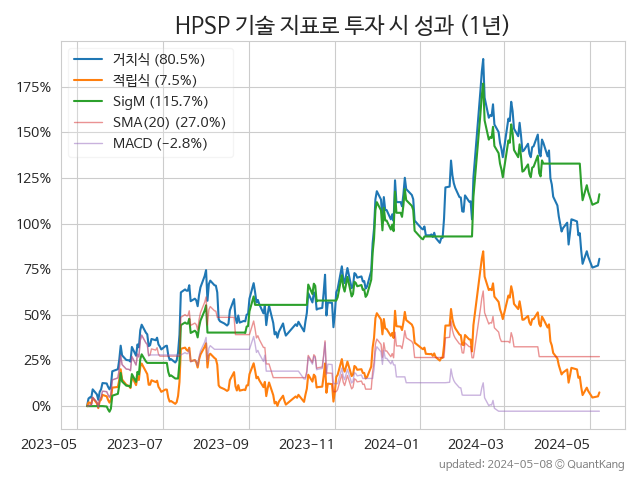 HPSP 기술 지표로 투자 시 성과 (1년)
거치식 (80.5%)
적립식 (7.5%)
SigM (115.7%)
SMA(20) (27.0%)
MACD (−2.8%)
175%
150%
125%
100%
75%
50%
25%
0%
2023-05 2023-07 2023-09 2023-11 2024-01 2024-03 2024-05
updated: 2024-05-08 © QuantKang